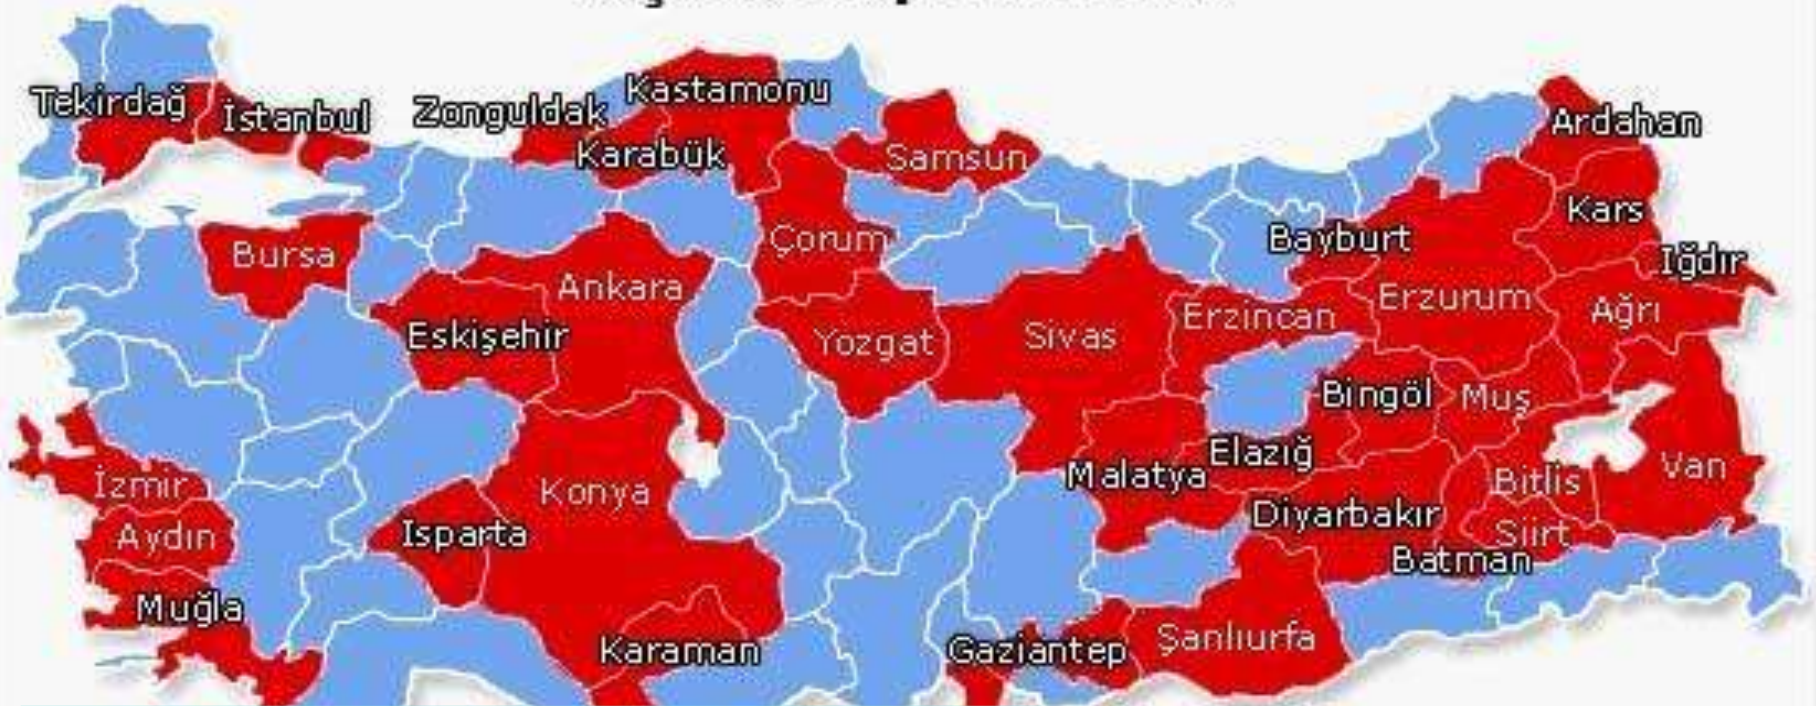 Tekirdağ
İstanbul
Zonguldak
Kastamonu
Karabük
Samsun
Ardahan
Kars
Iğdır
Bursa
Ankara
Çorum
Bayburt
Eskişehir
Yozgat
Sivas
Erzincan
Erzurum
Ağrı
Bingöl
Muş
İzmir
Konya
Malatya
Elazığ
Bitlis
Van
Aydın
Isparta
Diyarbakır
Siirt
Batman
Muğla
Karaman
Gaziantep
Şanlıurfa